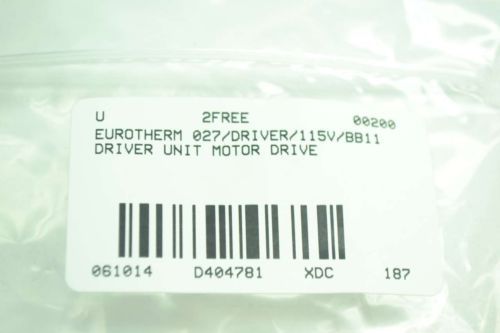 U 2FREE 00200
EUROTHERM 027/DRIVER/115V/BB11
DRIVER UNIT MOTOR DRIVE
061014 D404781 XDC 187